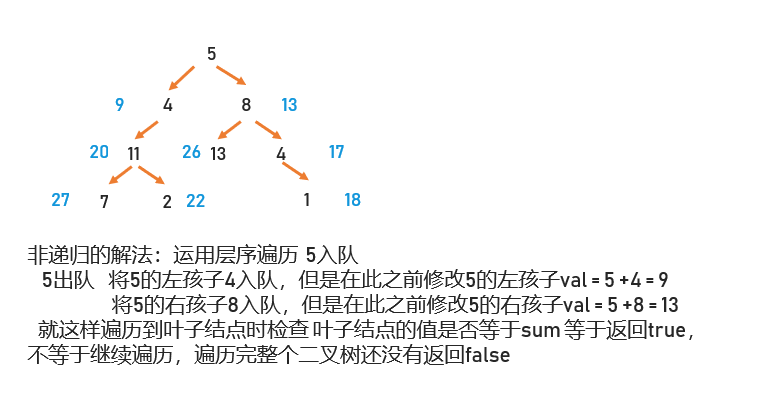 5
9 4 8 13
20 11 26 13 4 17
27 7 2 22 1 18
非递归的解法：运用层序遍历 5入队
5出队 将5的左孩子4入队，但是在此之前修改5的左孩子val = 5 +4 = 9
将5的右孩子8入队，但是在此之前修改5的右孩子val = 5 +8 = 13
就这样遍历到叶子结点时检查 叶子结点的值是否等于sum 等于返回true，
不等于继续遍历，遍历完整个二叉树还没有返回false